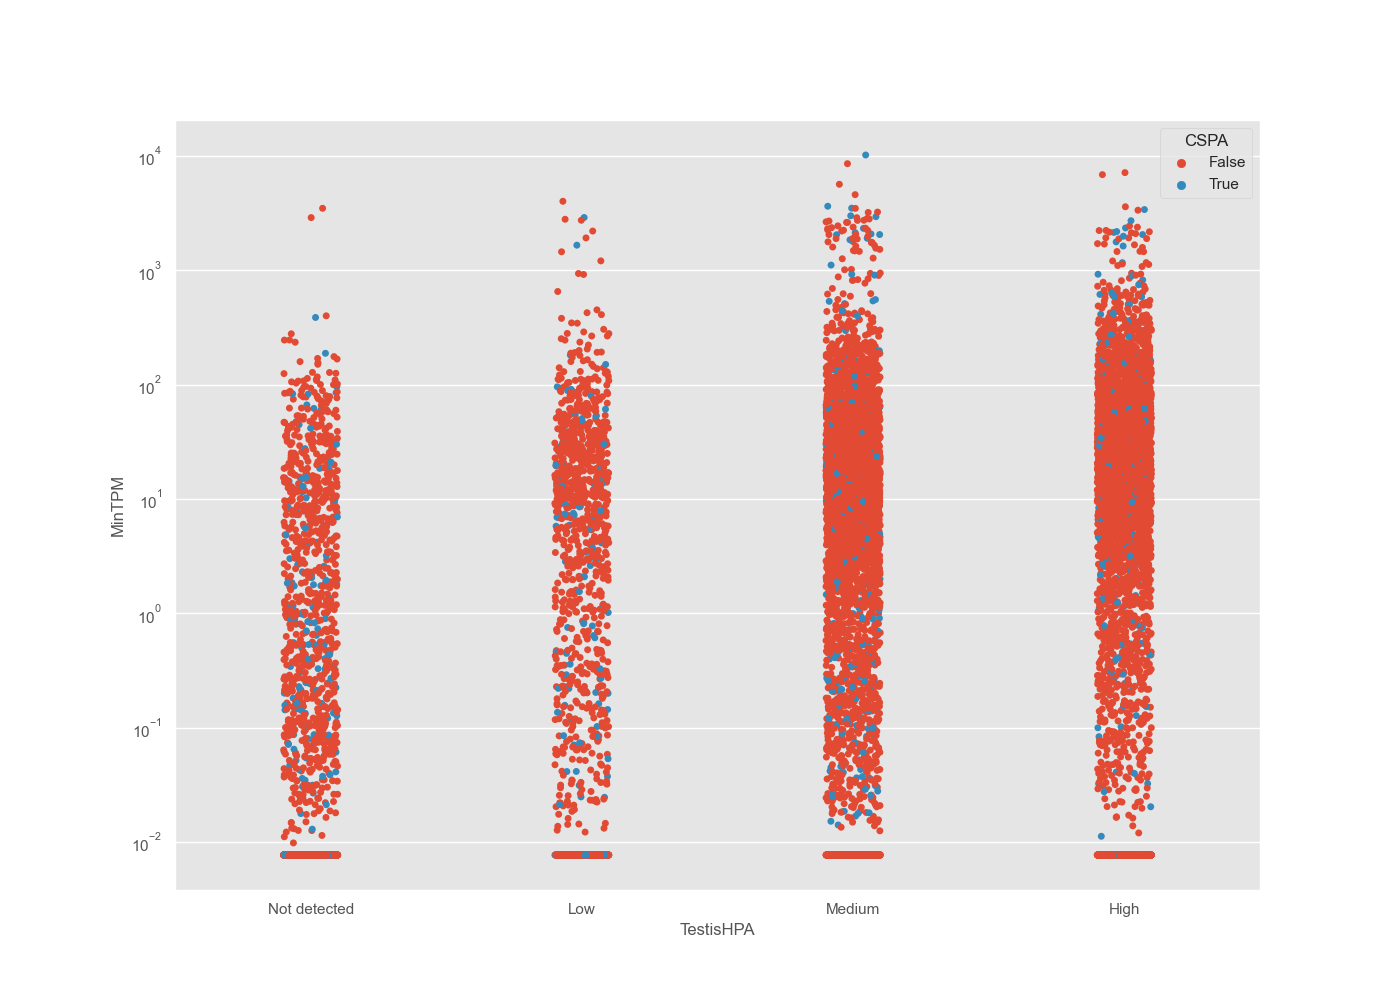 CSPA
False
True
MinTPM
10^4
10^3
10^2
10^1
10^0
10^−1
10^−2
Not detected
Low
Medium
High
TestisHPA